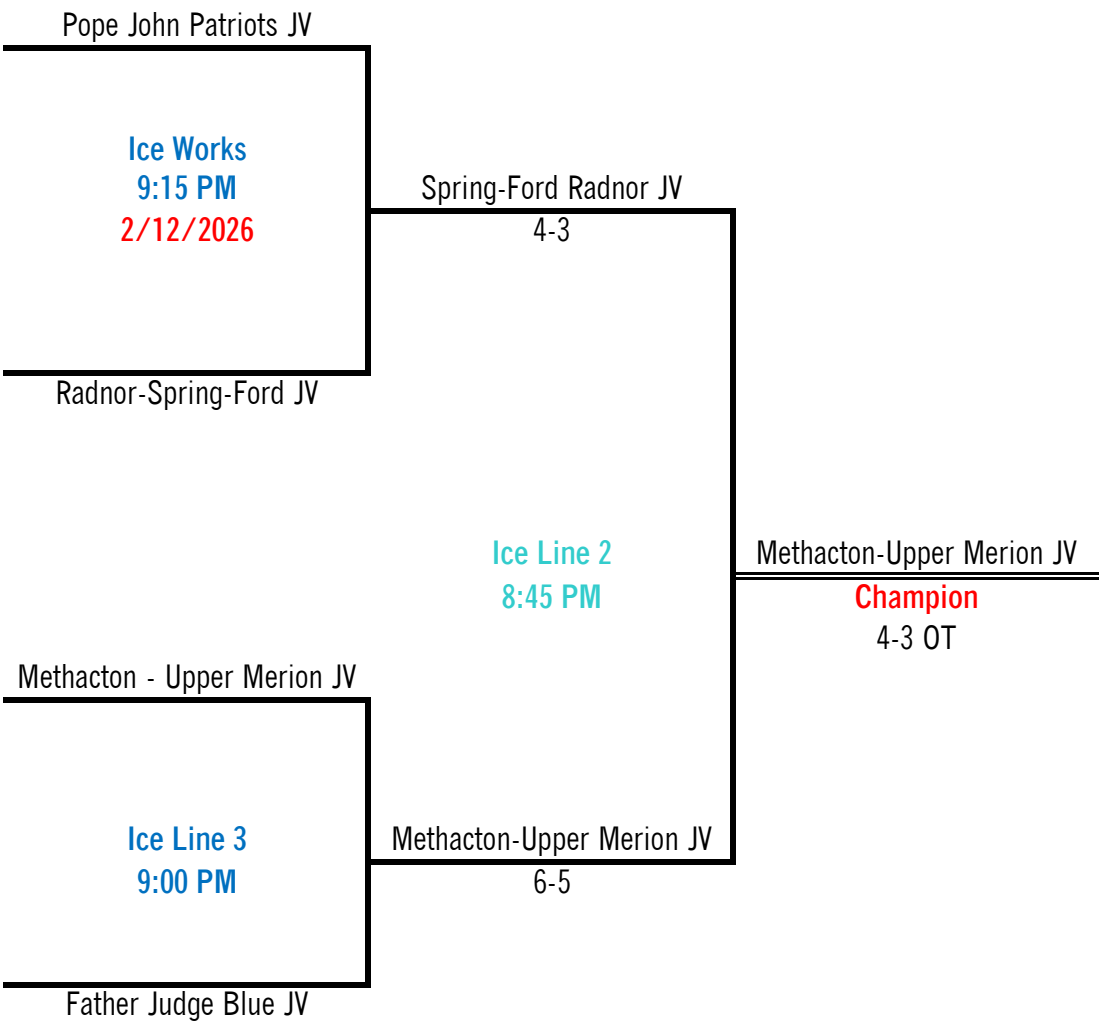 Pope John Patriots JV
Ice Works
9:15 PM
2/12/2026
Spring-Ford Radnor JV
4-3
Radnor-Spring-Ford JV
Ice Line 2
8:45 PM
Methacton-Upper Merion JV
Champion
4-3 OT
Methacton - Upper Merion JV
Ice Line 3
9:00 PM
Methacton-Upper Merion JV
6-5
Father Judge Blue JV